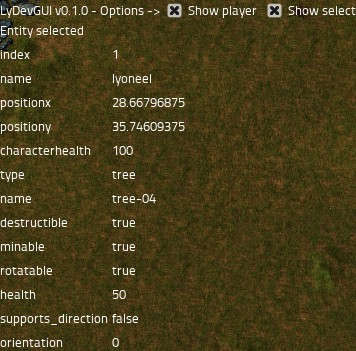 LyDevGUI v0.1.0 - Options -> Show player Show select
Entity selected
index 1
name lyoneel
positionx 28.66796875
positiony 35.74609375
characterhealth 100
type tree
name tree-04
destructible true
minable true
rotatable true
health 50
supports_direction false
orientation 0